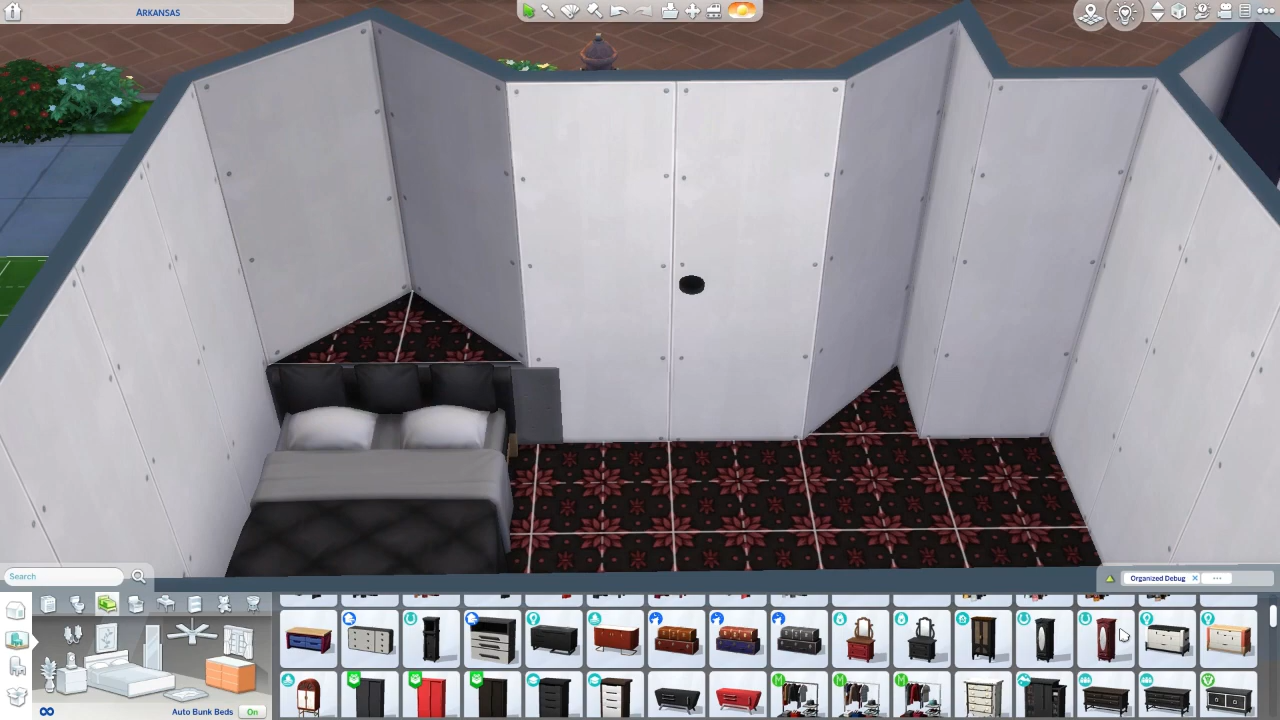 ARKANSAS
Search
Organized Debug
Auto Bunk Beds
On
M
M
M